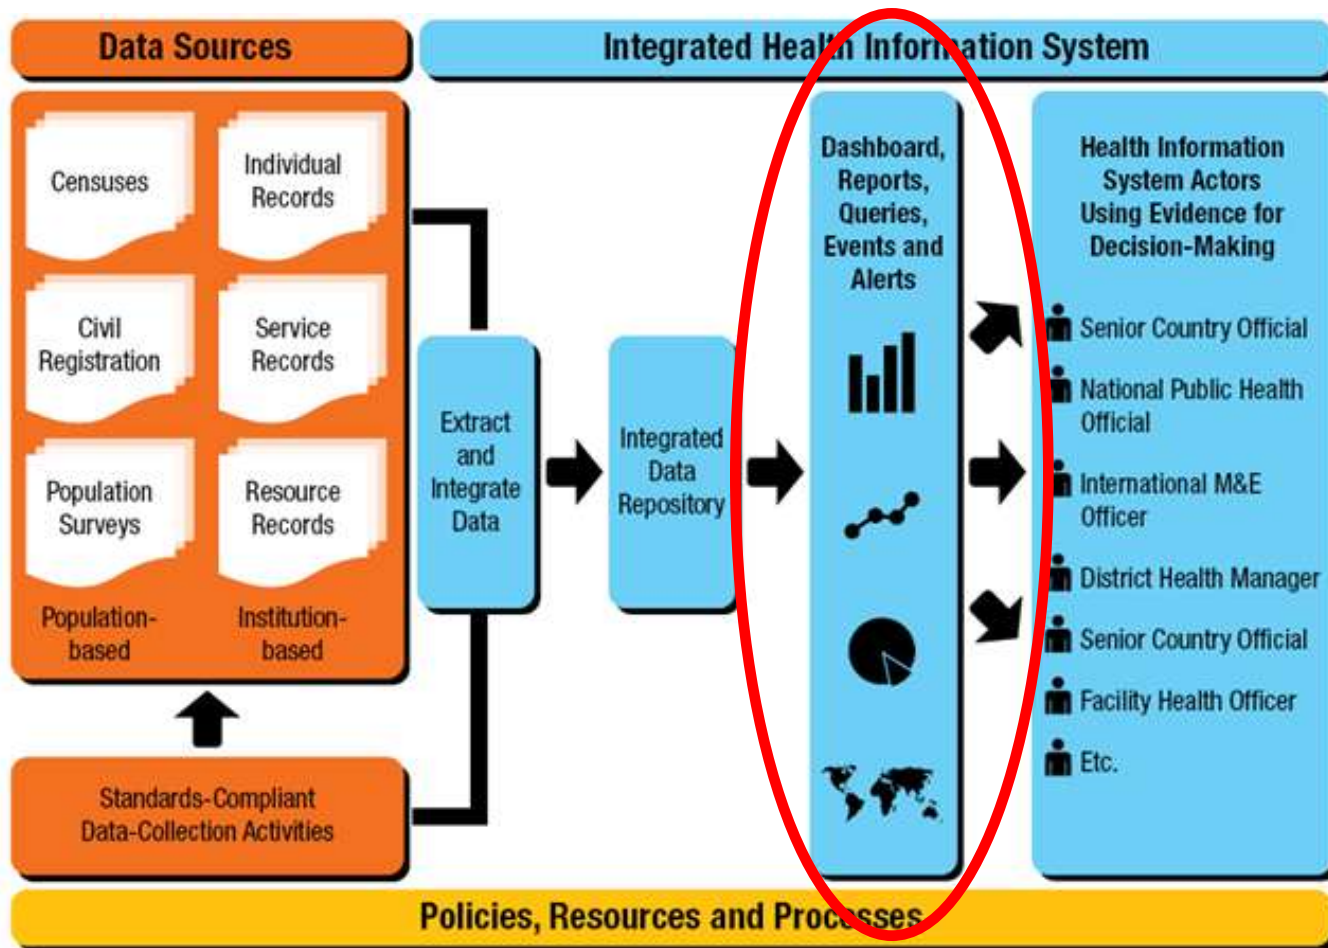 Data Sources
Integrated Health Information System
Censuses
Individual
Records
Civil
Registration
Service
Records
Population
Surveys
Resource
Records
Population-
based
Institution-
based
Standards-Compliant
Data-Collection Activities
Extract
and
Integrate
Data
Integrated
Data
Repository
Dashboard,
Reports,
Queries,
Events and
Alerts
Health Information
System Actors
Using Evidence for
Decision-Making
Senior Country Official
National Public Health
Official
International M&E
Officer
District Health Manager
Senior Country Official
Facility Health Officer
Etc.
Policies, Resources and Processes